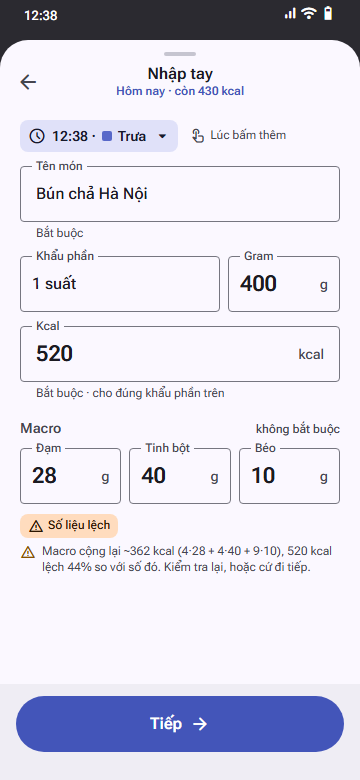 12:38
Nhập tay
Hôm nay · còn 430 kcal
12:38 · Trưa
Lúc bấm thêm
Tên món
Bún chả Hà Nội
Bắt buộc
Khẩu phần
1 suất
Gram
400 g
Kcal
520 kcal
Bắt buộc · cho đúng khẩu phần trên
Macro
không bắt buộc
Đạm
28 g
Tinh bột
40 g
Béo
10 g
Số liệu lệch
Macro cộng lại ~362 kcal (4·28 + 4·40 + 9·10), 520 kcal
lệch 44% so với số đó. Kiểm tra lại, hoặc cứ đi tiếp.
Tiếp